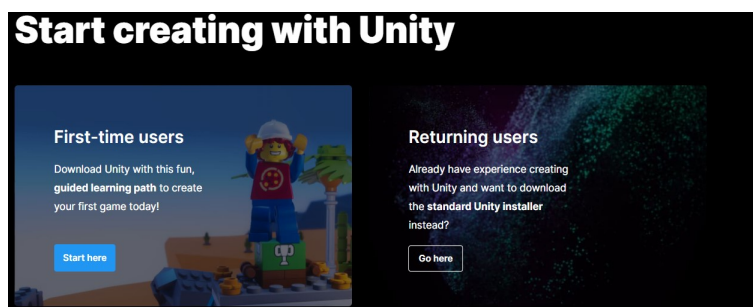 Start creating with Unity
First-time users
Download Unity with this fun,
guided learning path to create
your first game today!
Start here
Returning users
Already have experience creating
with Unity and want to download
the standard Unity installer
instead?
Go here